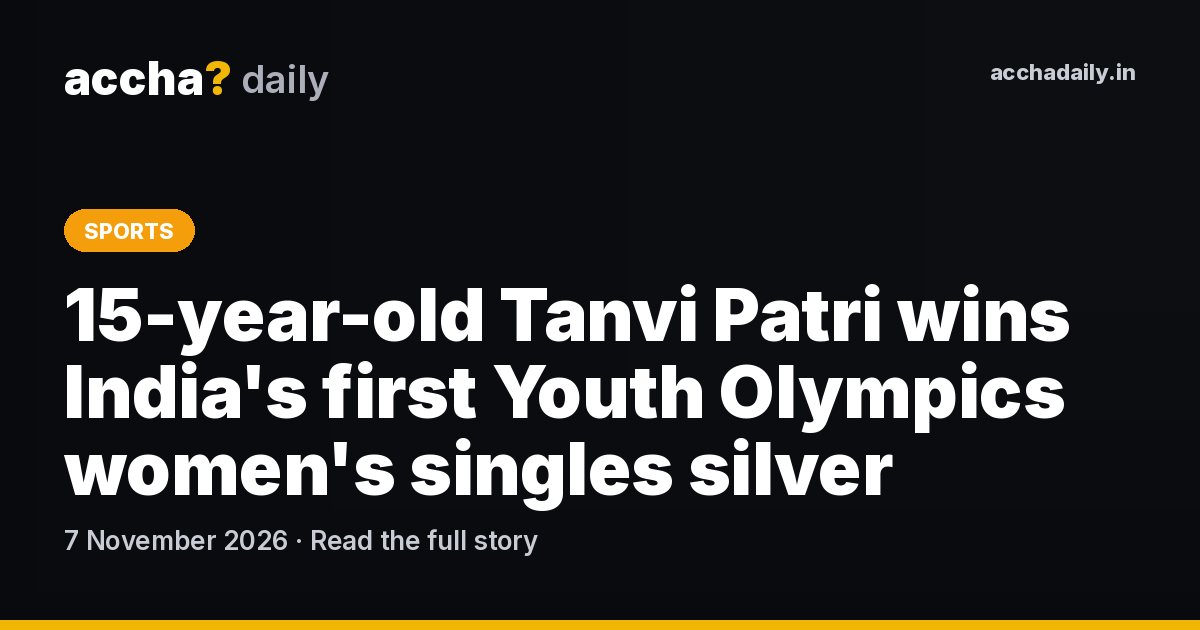 accha? daily
acchadaily.in
SPORTS
15-year-old Tanvi Patri wins
India's first Youth Olympics
women's singles silver
7 November 2026 · Read the full story